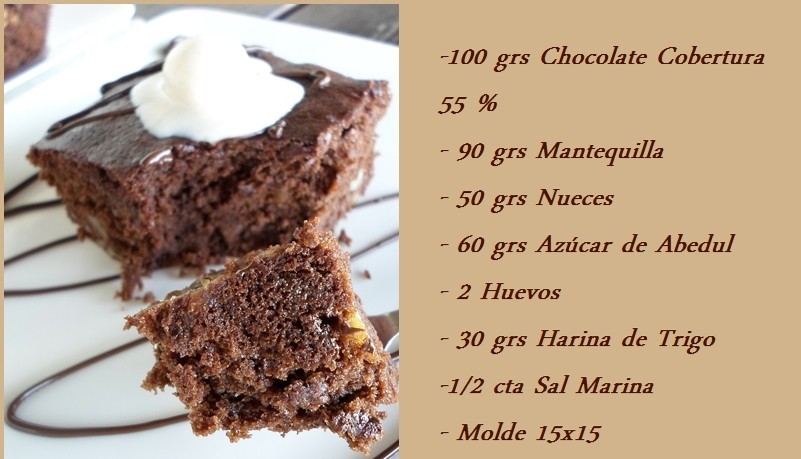 -100 grs Chocolate Cobertura
55 %
- 90 grs Mantequilla
- 50 grs Nueces
- 60 grs Azúcar de Abedul
- 2 Huevos
- 30 grs Harina de Trigo
-1/2 cta Sal Marina
- Molde 15x15